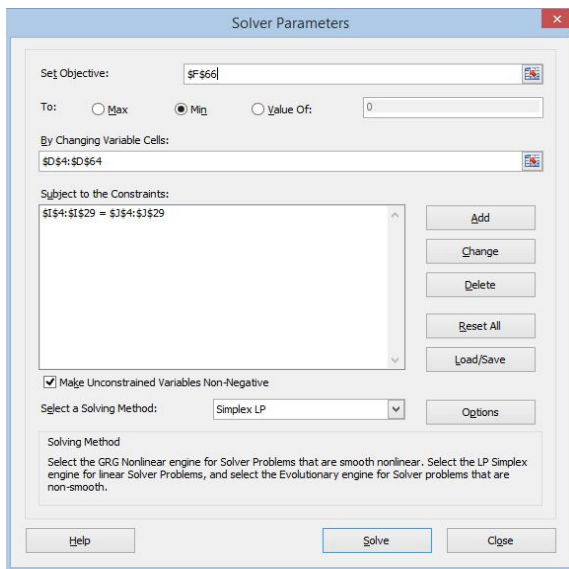 Solver Parameters
Set Objective:
$F$66
To:
Max
Min
Value Of:
0
By Changing Variable Cells:
$D$4:$D$64
Subject to the Constraints:
$I$4:$I$29 = $J$4:$J$29
Add
Change
Delete
Reset All
Load/Save
Make Unconstrained Variables Non-Negative
Select a Solving Method:
Simplex LP
Options
Solving Method
Select the GRG Nonlinear engine for Solver Problems that are smooth nonlinear. Select the LP Simplex
engine for linear Solver Problems, and select the Evolutionary engine for Solver problems that are
non-smooth.
Help
Solve
Close